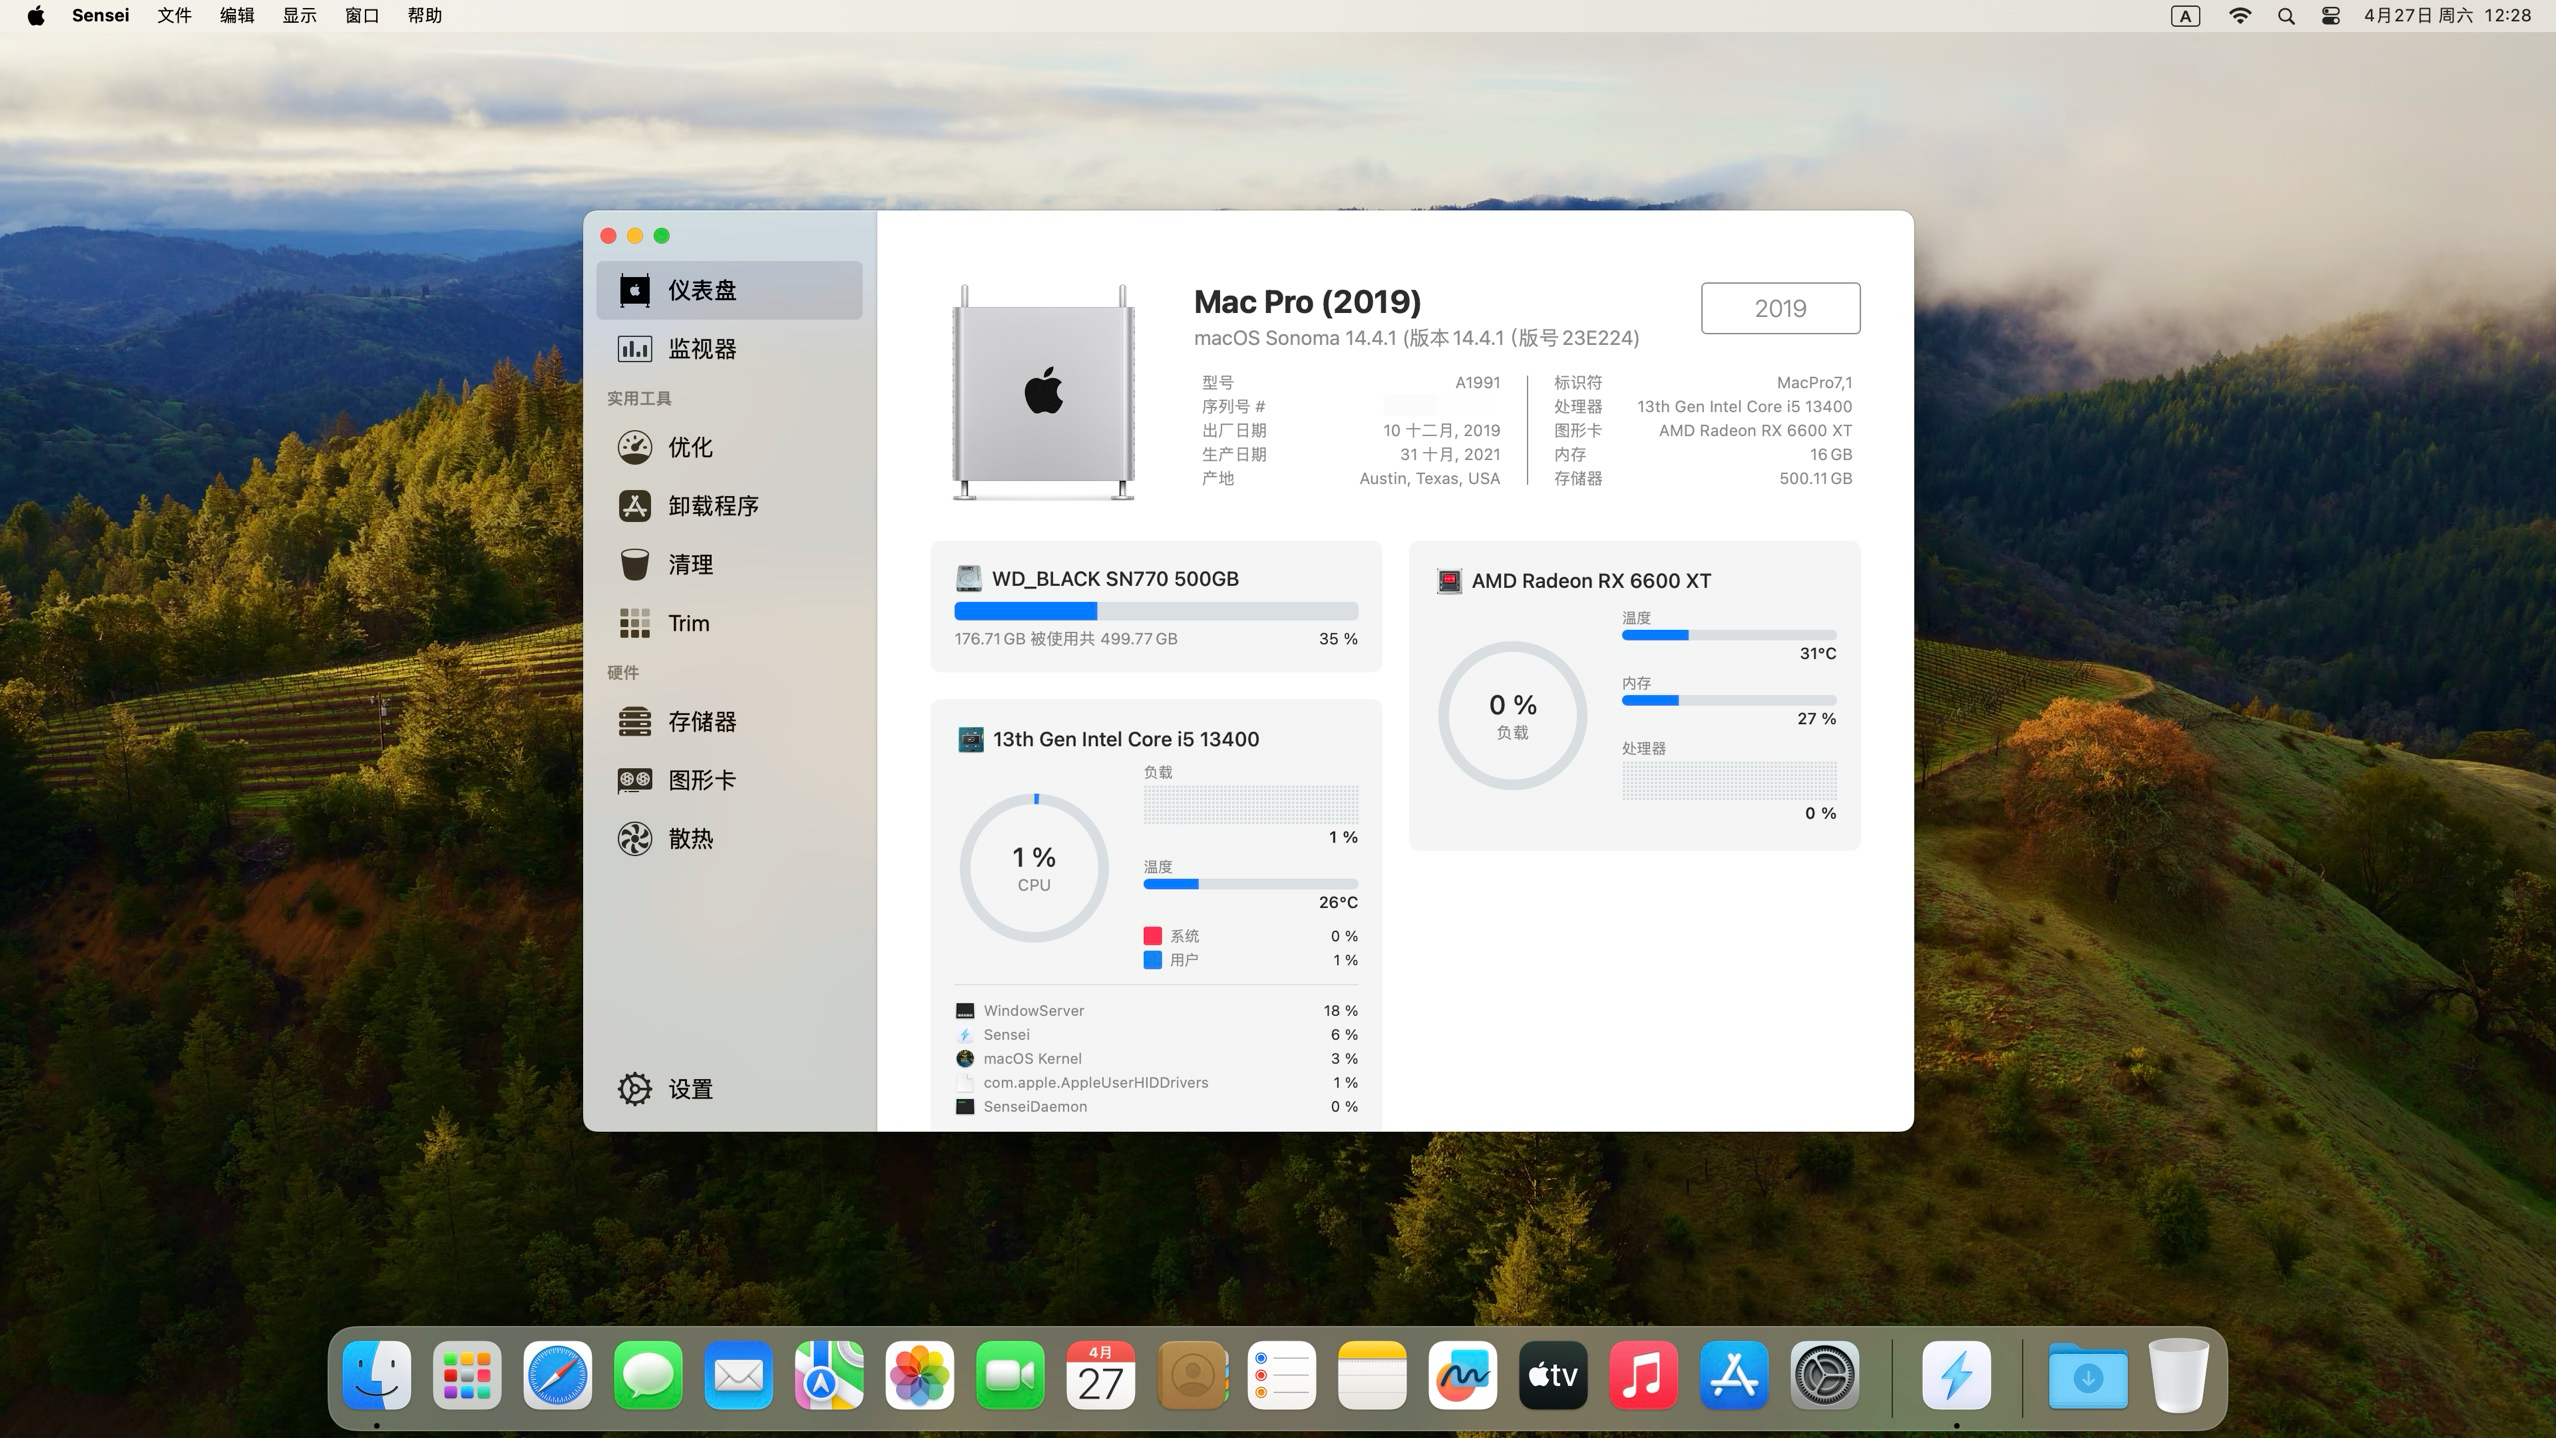 Sensei 文件 编辑 显示 窗口 帮助 A 4月27日 周六 12:28
仪表盘
监视器
实用工具
优化
卸载程序
清理
Trim
硬件
存储器
图形卡
散热
设置
Mac Pro (2019)
2019
macOS Sonoma 14.4.1 (版本 14.4.1 (版号 23E224)
型号 A1991
序列号 #
出厂日期 10 十二月, 2019
生产日期 31 十月, 2021
产地 Austin, Texas, USA
标识符 MacPro7,1
处理器 13th Gen Intel Core i5 13400
图形卡 AMD Radeon RX 6600 XT
内存 16 GB
存储器 500.11 GB
WD_BLACK SN770 500GB
176.71 GB 被使用共 499.77 GB 35 %
13th Gen Intel Core i5 13400
1 %
CPU
负载
1 %
温度
26°C
系统 0 %
用户 1 %
WindowServer 18 %
Sensei 6 %
macOS Kernel 3 %
com.apple.AppleUserHIDDrivers 1 %
SenseiDaemon 0 %
AMD Radeon RX 6600 XT
0 %
负载
温度
31°C
内存
27 %
处理器
0 %
4月
27
tv